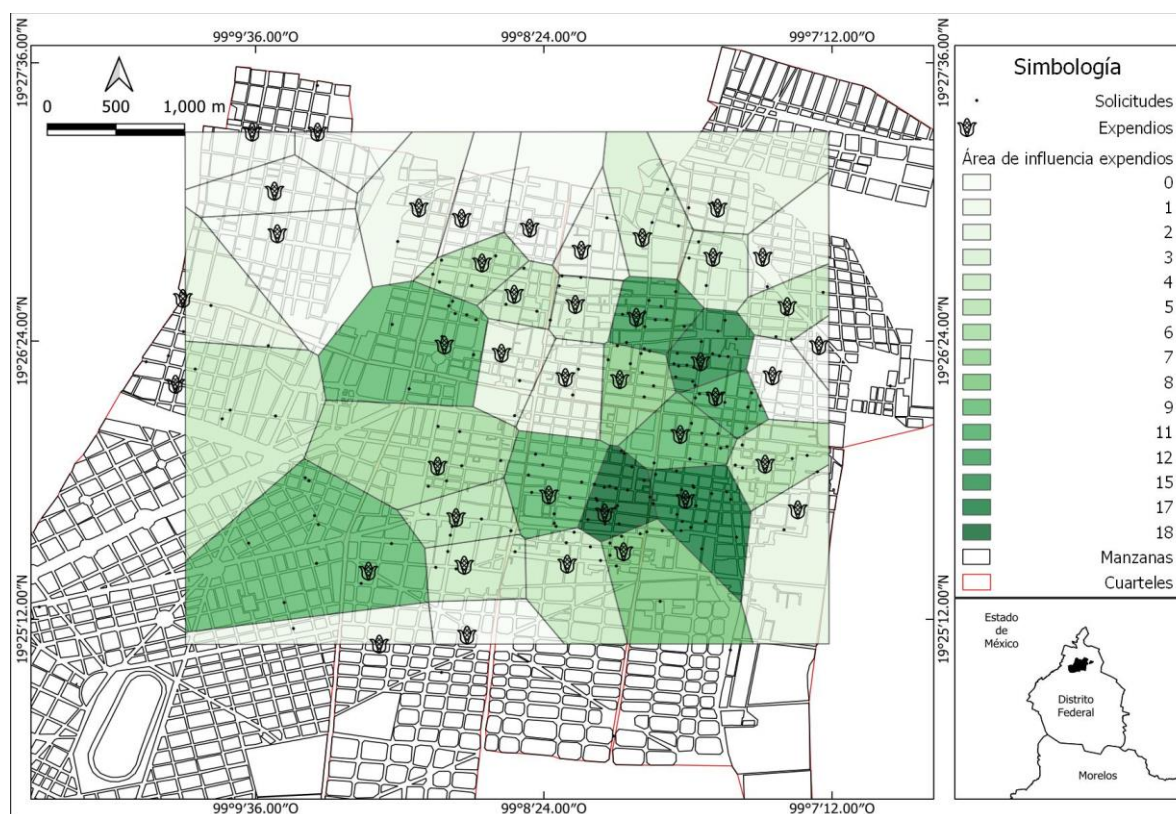 99°9'36.00"O 99°8'24.00"O 99°7'12.00"O
19°27'36.00"N
19°27'36.00"N
0 500 1,000 m
19°26'24.00"N
19°26'24.00"N
19°25'12.00"N
19°25'12.00"N
99°9'36.00"O 99°8'24.00"O 99°7'12.00"O
Simbología
Solicitudes
Expendios
Área de influencia expendios
0
1
2
3
4
5
6
7
8
9
11
12
15
17
18
Manzanas
Cuarteles
Estado
de
México
Distrito
Federal
Morelos